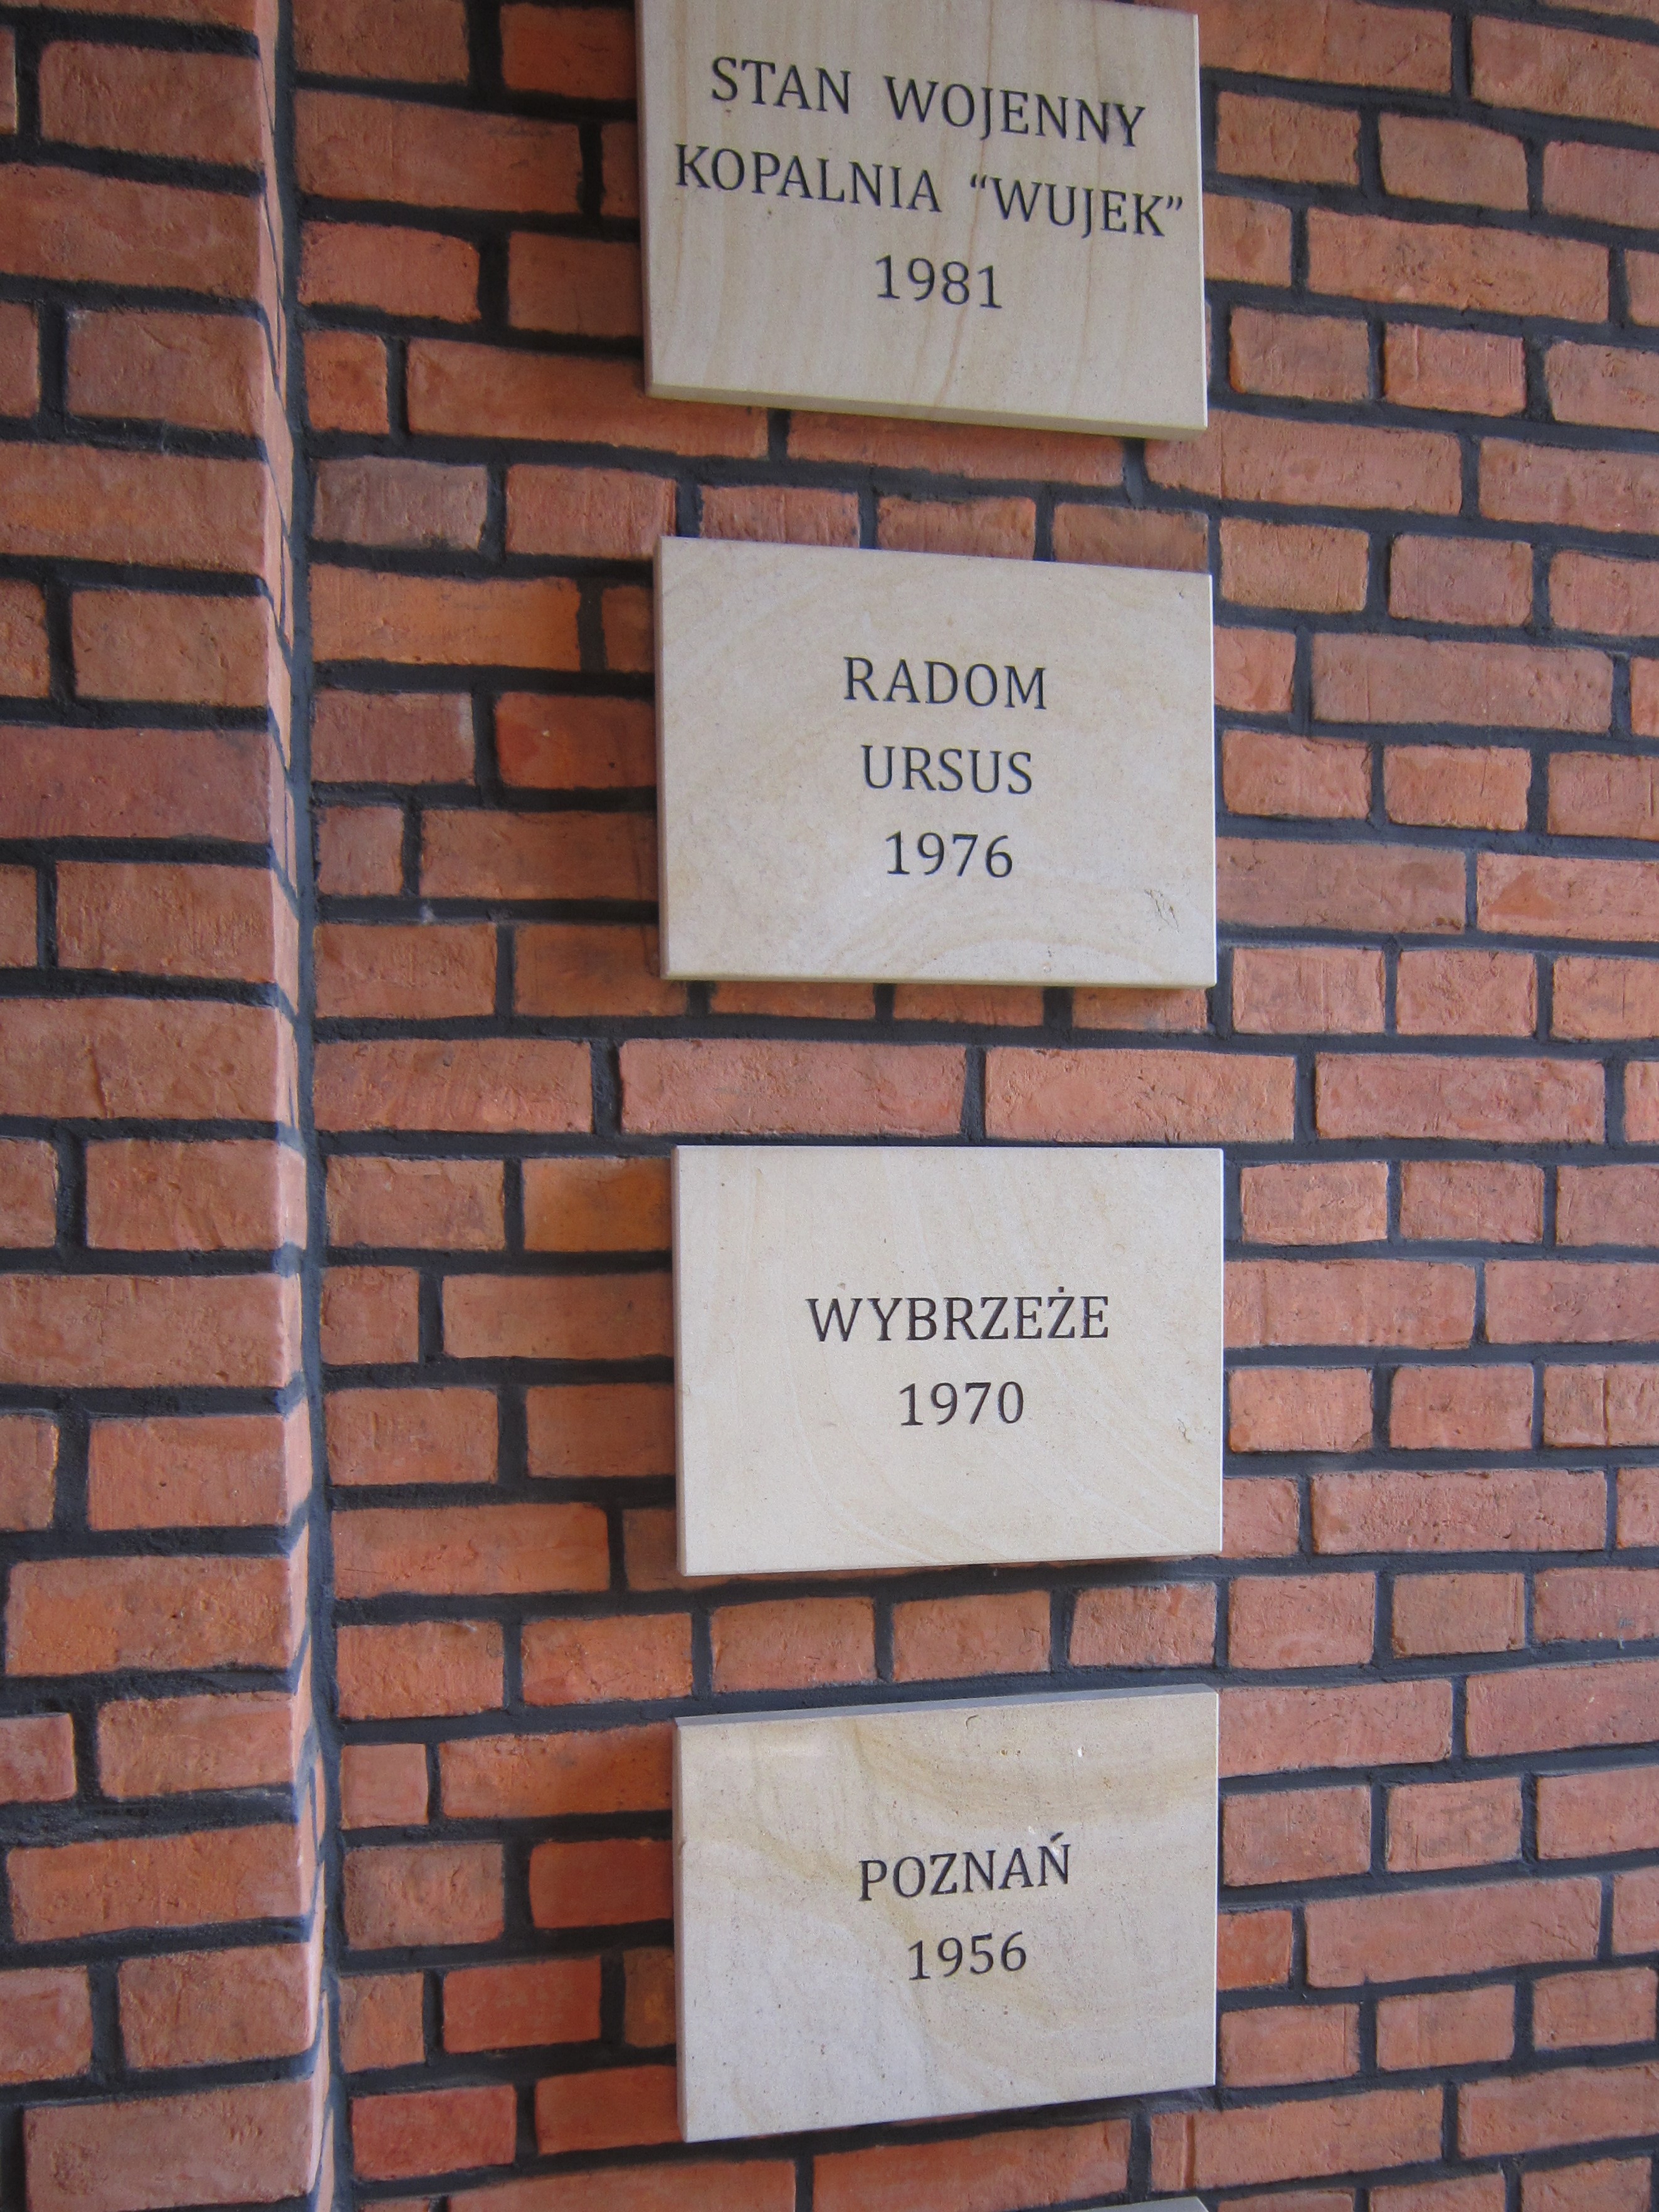 STAN WOJENNY
KOPALNIA “WUJEK”
1981
RADOM
URSUS
1976
WYBRZEŻE
1970
POZNAŃ
1956